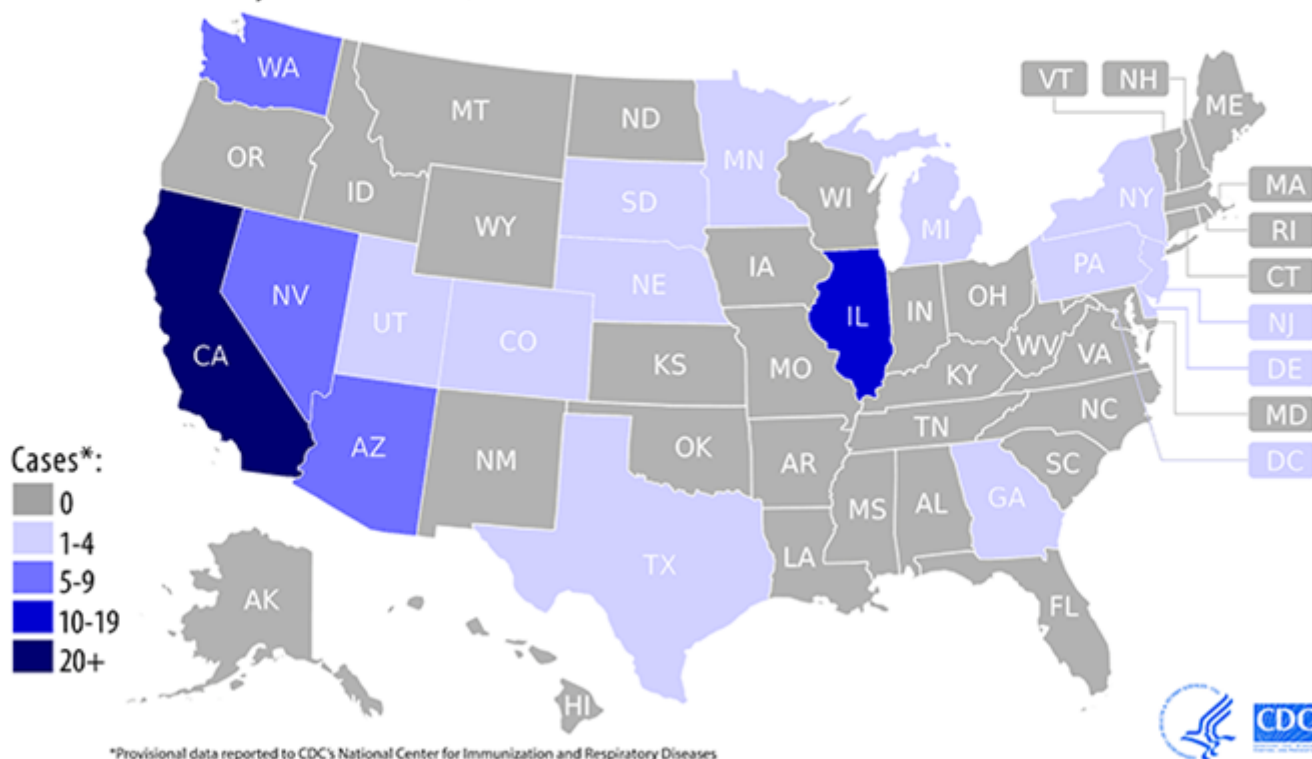 WA
MT
ND
MN
ME
VT
NH
OR
ID
WY
SD
WI
MI
NY
MA
RI
CT
NJ
DE
MD
DC
NV
UT
CO
NE
IA
IL
IN
OH
PA
CA
AZ
NM
KS
MO
KY
WV
VA
OK
AR
TN
NC
SC
TX
LA
MS
AL
GA
FL
AK
HI
Cases*:
0
1-4
5-9
10-19
20+
*Provisional data reported to CDC's National Center for Immunization and Respiratory Diseases
CDC